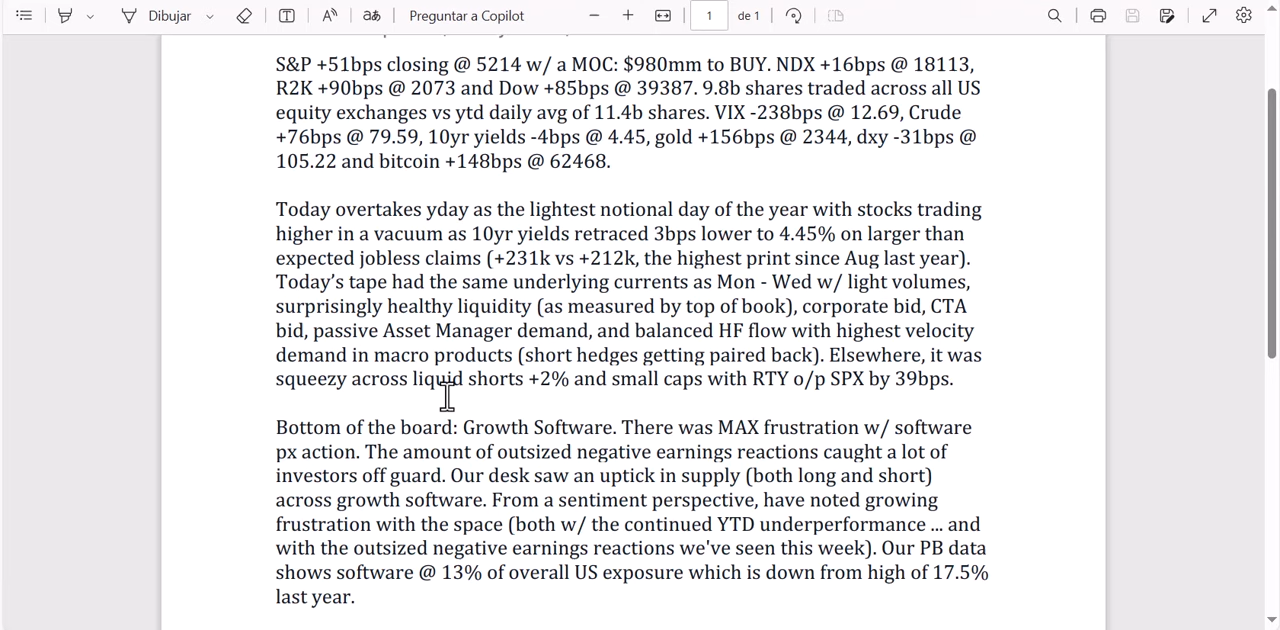 Dibujar
Preguntar a Copilot
1
de 1
S&P +51bps closing @ 5214 w/ a MOC: $980mm to BUY. NDX +16bps @ 18113,
R2K +90bps @ 2073 and Dow +85bps @ 39387. 9.8b shares traded across all US
equity exchanges vs ytd daily avg of 11.4b shares. VIX -238bps @ 12.69, Crude
+76bps @ 79.59, 10yr yields -4bps @ 4.45, gold +156bps @ 2344, dxy -31bps @
105.22 and bitcoin +148bps @ 62468.
Today overtakes yday as the lightest notional day of the year with stocks trading
higher in a vacuum as 10yr yields retraced 3bps lower to 4.45% on larger than
expected jobless claims (+231k vs +212k, the highest print since Aug last year).
Today’s tape had the same underlying currents as Mon - Wed w/ light volumes,
surprisingly healthy liquidity (as measured by top of book), corporate bid, CTA
bid, passive Asset Manager demand, and balanced HF flow with highest velocity
demand in macro products (short hedges getting paired back). Elsewhere, it was
squeezy across liquid shorts +2% and small caps with RTY o/p SPX by 39bps.
Bottom of the board: Growth Software. There was MAX frustration w/ software
px action. The amount of outsized negative earnings reactions caught a lot of
investors off guard. Our desk saw an uptick in supply (both long and short)
across growth software. From a sentiment perspective, have noted growing
frustration with the space (both w/ the continued YTD underperformance ... and
with the outsized negative earnings reactions we've seen this week). Our PB data
shows software @ 13% of overall US exposure which is down from high of 17.5%
last year.